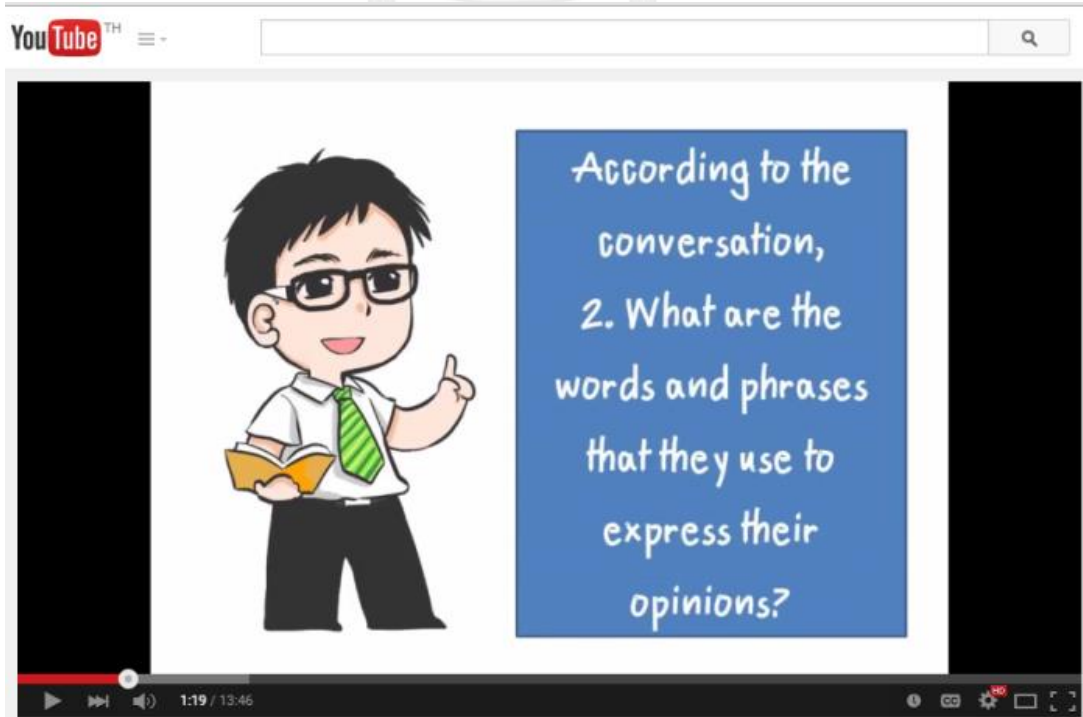 YouTube TH
According to the
conversation,
2. What are the
words and phrases
that they use to
express their
opinions?
1:19 / 13:46
CC
HD